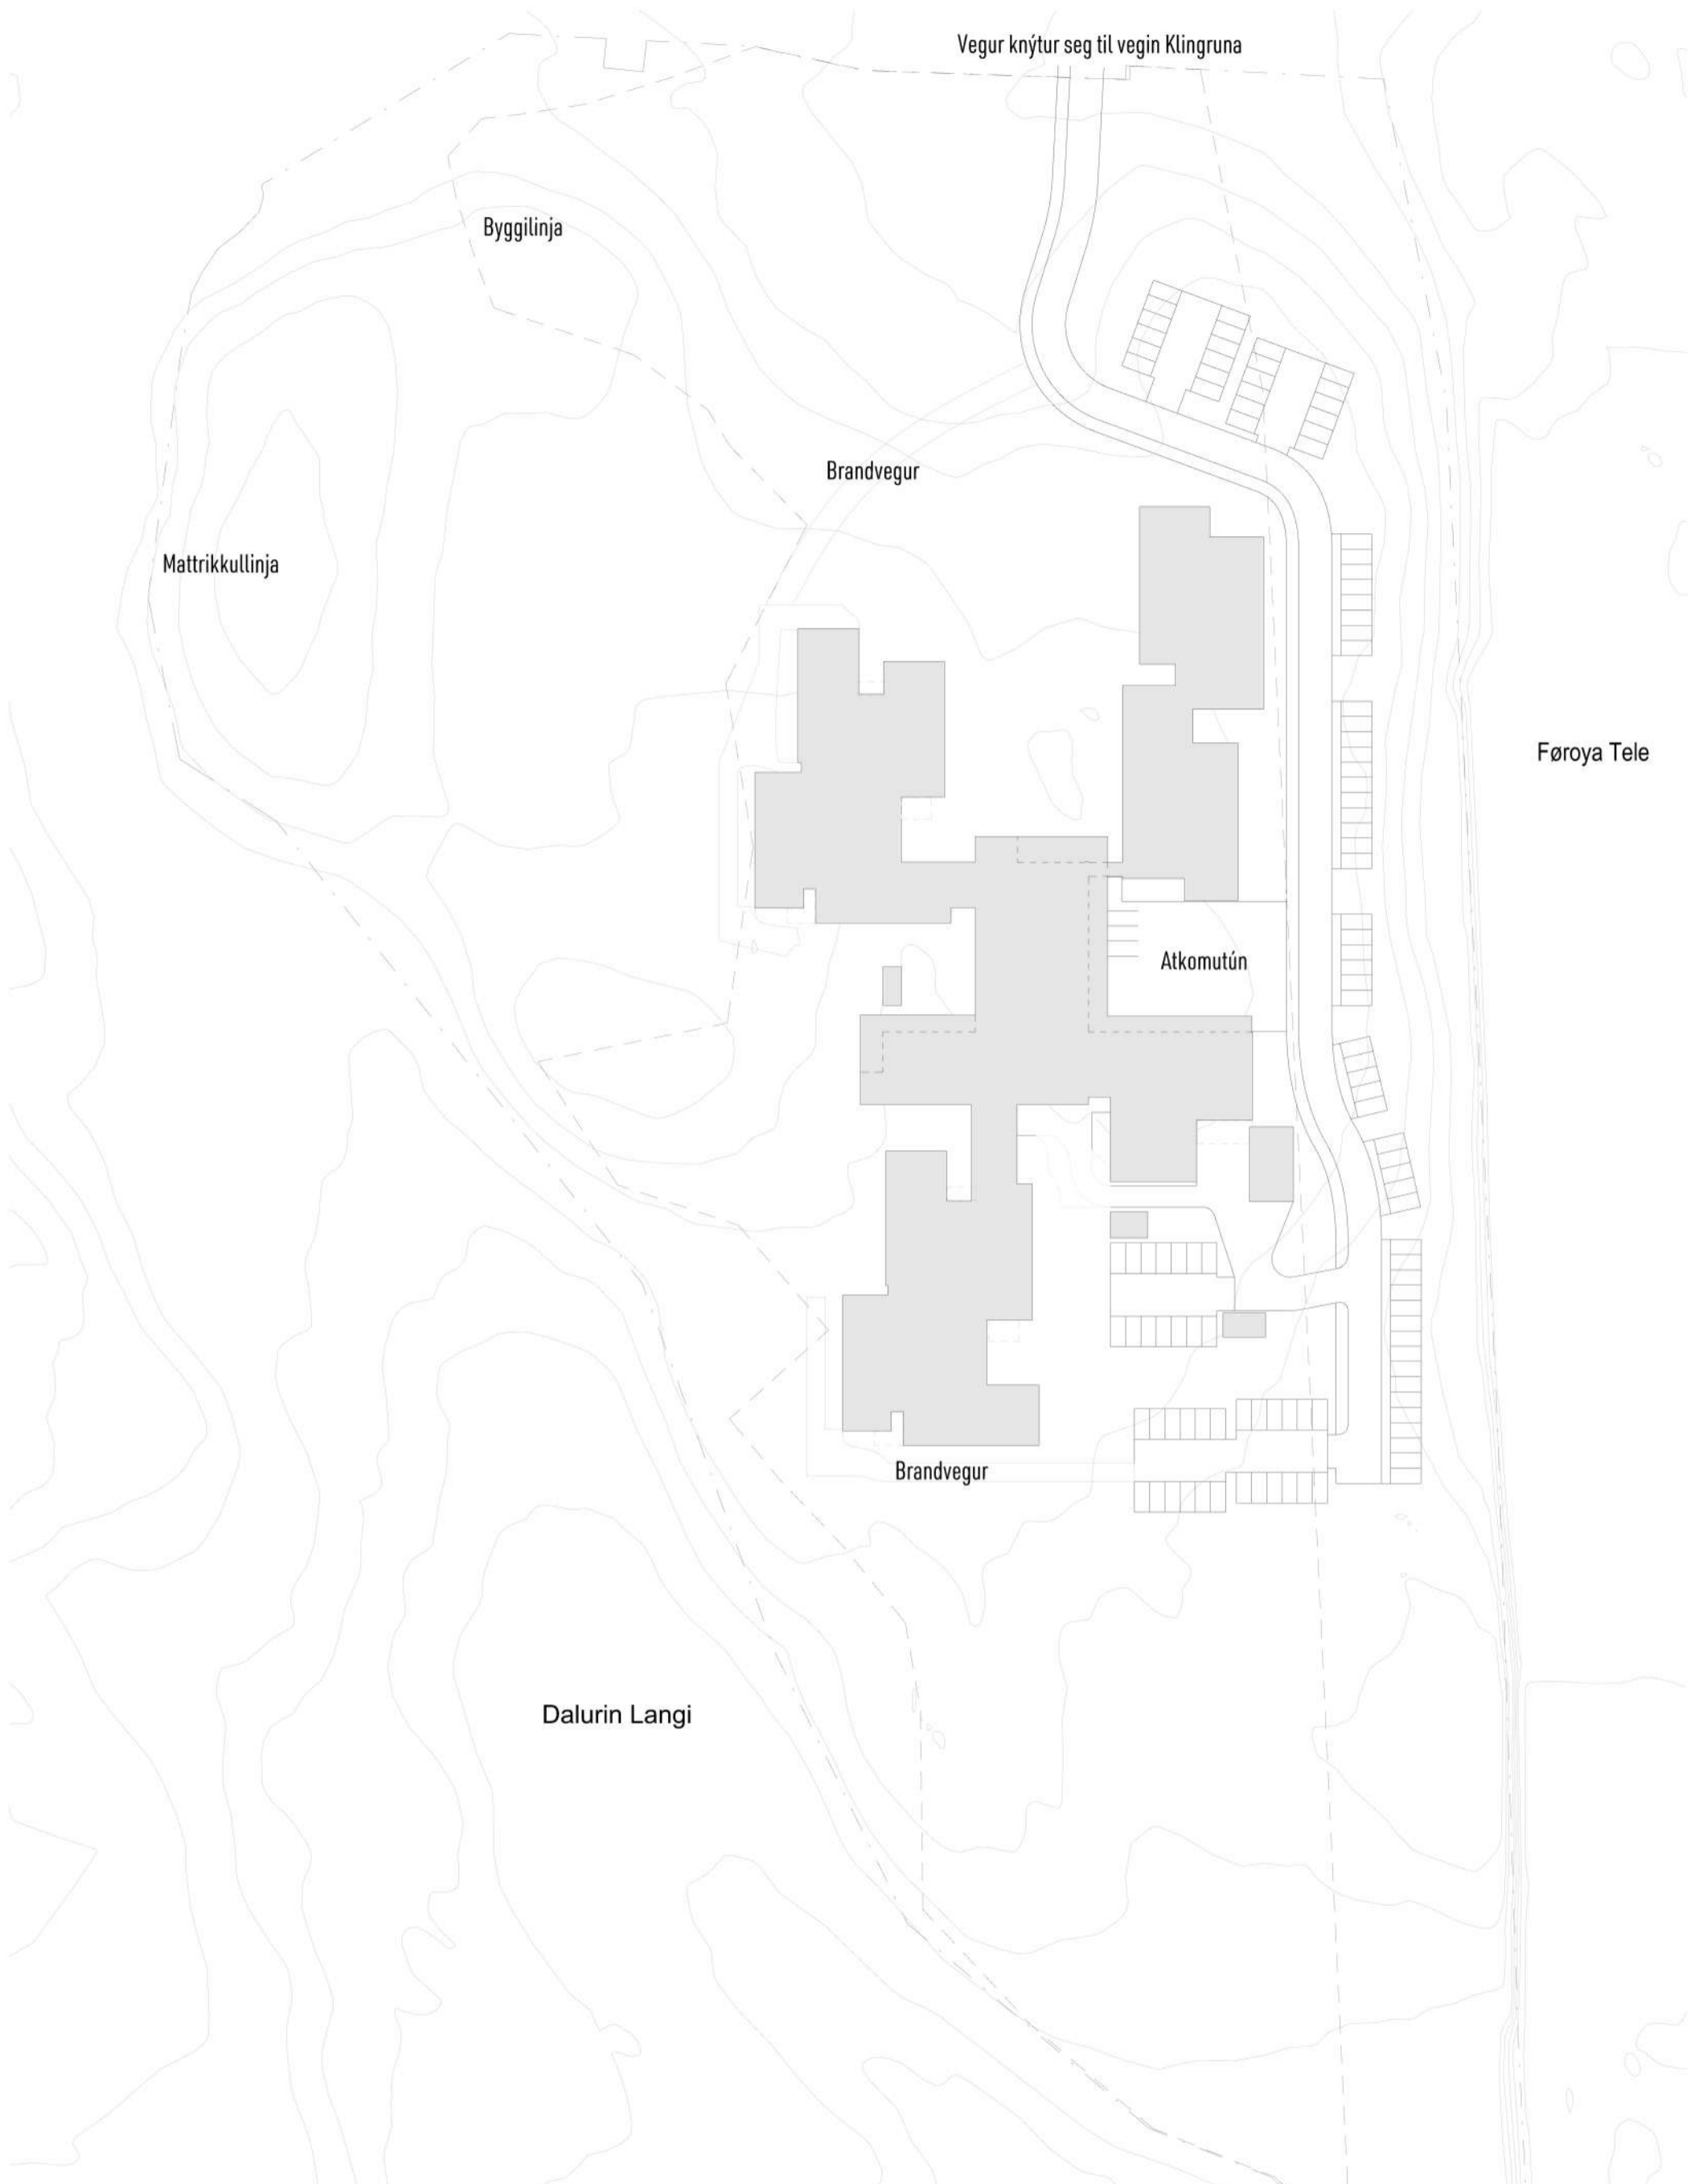 Vegur knýtur seg til vegin Klingruna
Byggilinja
Brandvegur
Mattrikkullinja
Føroya Tele
Atkomutún
Brandvegur
Dalurin Langi